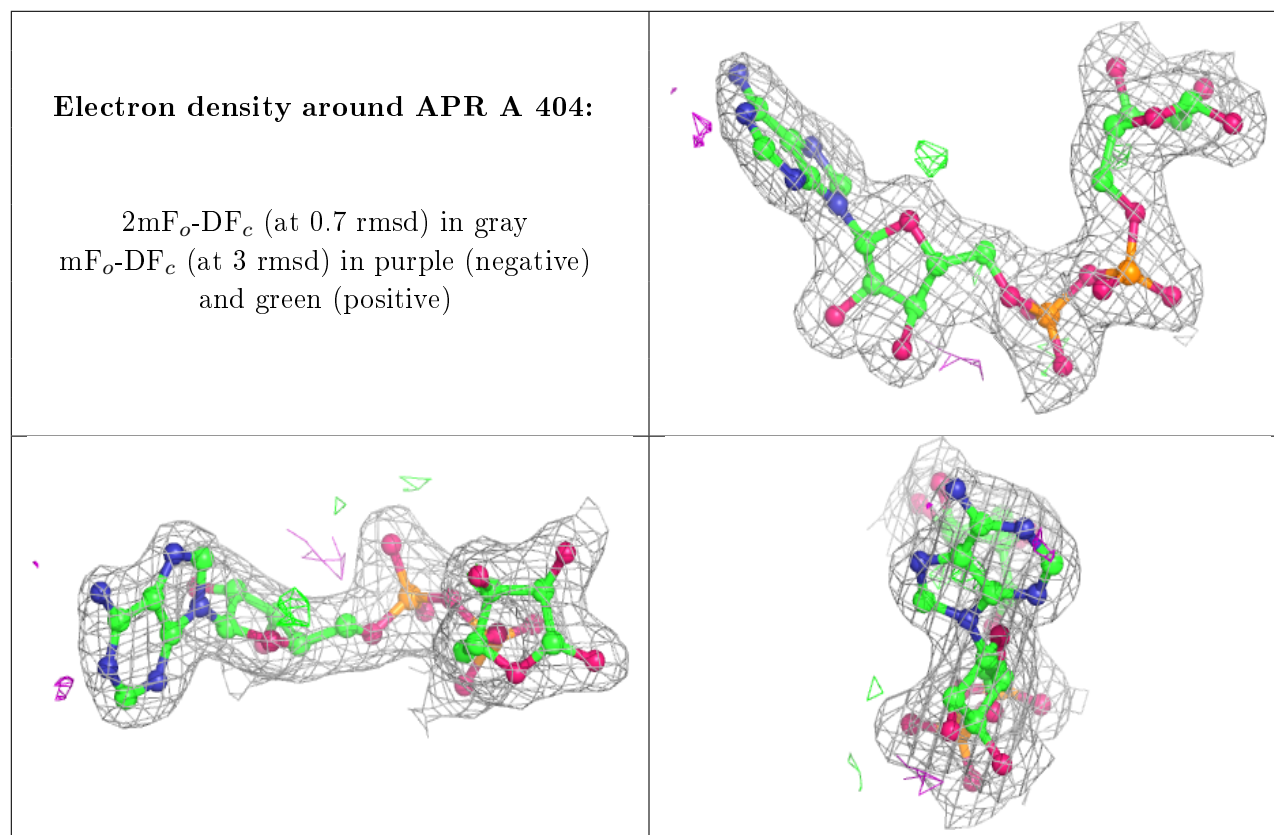 Electron density around APR A 404:
2mFo-DFc (at 0.7 rmsd) in gray
mFo-DFc (at 3 rmsd) in purple (negative)
and green (positive)